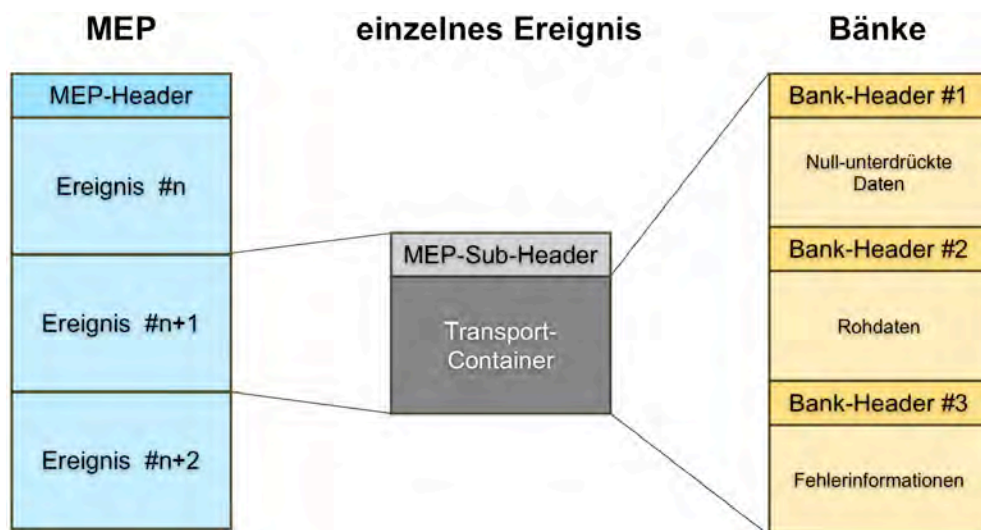 MEP
MEP-Header
Ereignis #n
Ereignis #n+1
Ereignis #n+2
einzelnes Ereignis
MEP-Sub-Header
Transport-
Container
Bänke
Bank-Header #1
Null-unterdrückte
Daten
Bank-Header #2
Rohdaten
Bank-Header #3
Fehlerinformationen